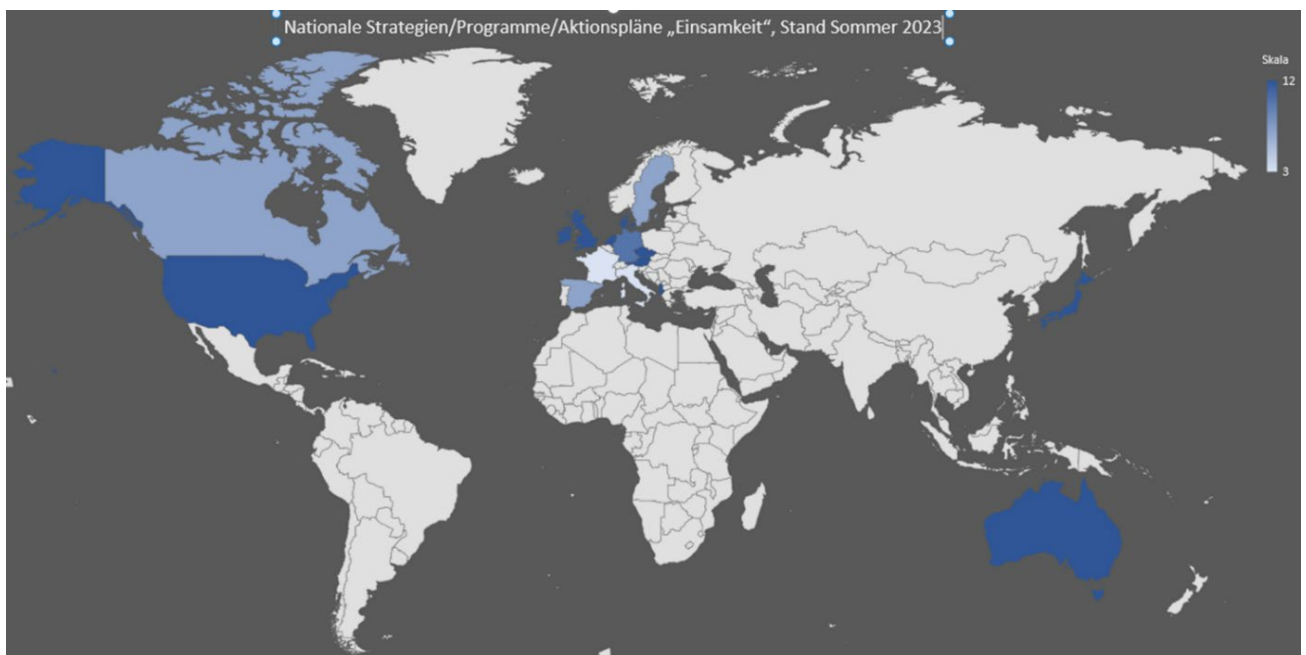 Nationale Strategien/Programme/Aktionspläne „Einsamkeit“, Stand Sommer 2023
Skala
12
3